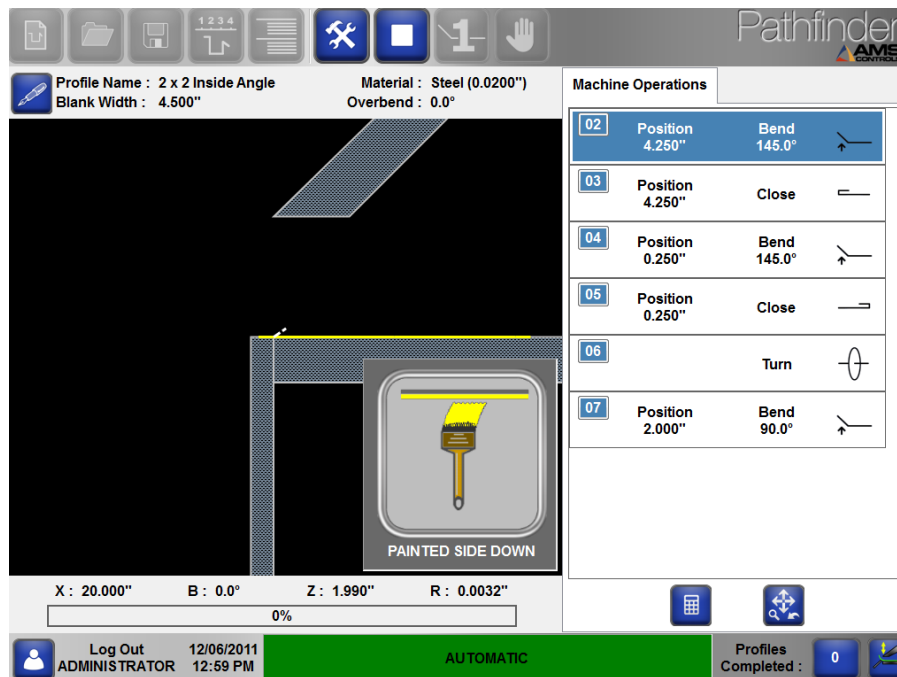 1 2 3 4
1
Pathfinder
AMS
CONTROLS
Profile Name : 2 x 2 Inside Angle
Material : Steel (0.0200")
Blank Width : 4.500"
Overbend : 0.0°
Machine Operations
02 Position Bend
4.250" 145.0°
03 Position Close
4.250"
04 Position Bend
0.250" 145.0°
05 Position Close
0.250"
06 Turn
07 Position Bend
2.000" 90.0°
PAINTED SIDE DOWN
X : 20.000" B : 0.0° Z : 1.990" R : 0.0032"
0%
Log Out
ADMINISTRATOR
12/06/2011
12:59 PM
AUTOMATIC
Profiles
Completed :
0